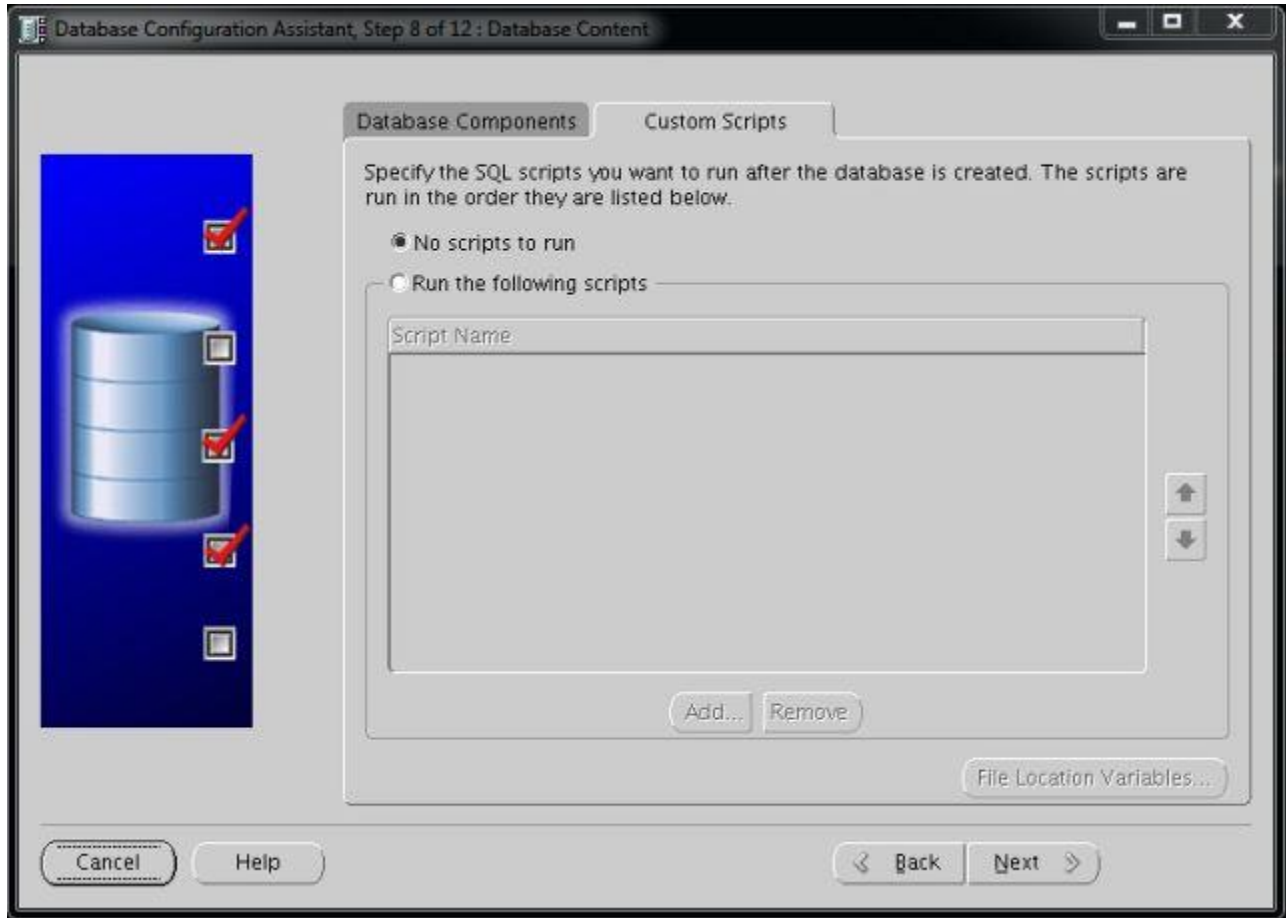 Database Configuration Assistant, Step 8 of 12 : Database Content
Database Components
Custom Scripts
Specify the SQL scripts you want to run after the database is created. The scripts are
run in the order they are listed below.
No scripts to run
Run the following scripts
Script Name
Add...
Remove
File Location Variables...
Cancel
Help
Back
Next